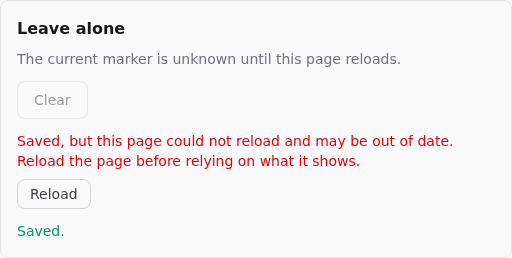 Leave alone
The current marker is unknown until this page reloads.
Clear
Saved, but this page could not reload and may be out of date.
Reload the page before relying on what it shows.
Reload
Saved.